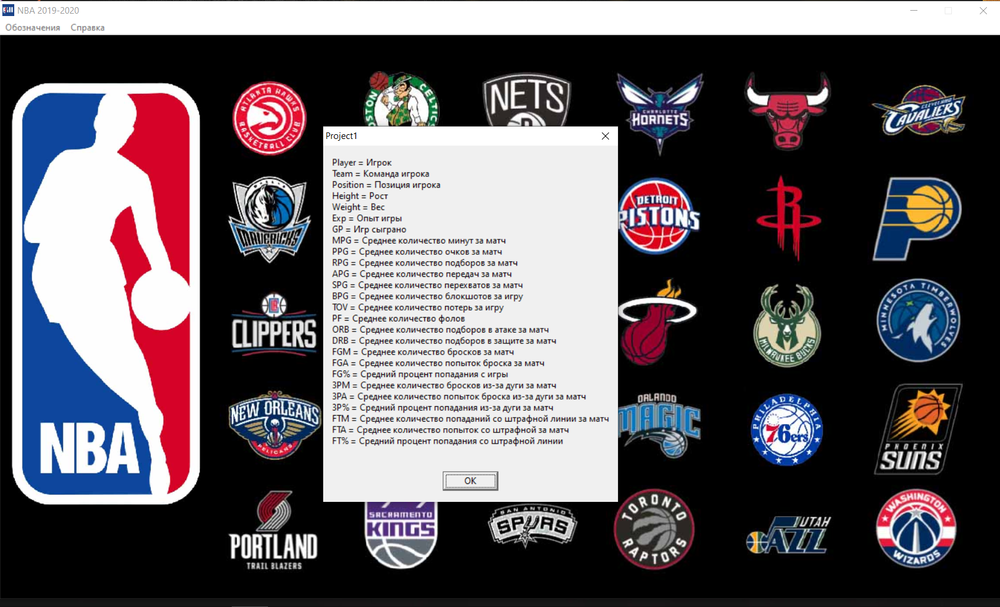 NBA 2019-2020
Обозначения Справка
ATLANTA HAWKS
BASKETBALL CLUB
BOSTON CELTICS
NETS
CHARLOTTE
HORNETS
CLEVELAND
CAVALIERS
Project1
Player = Игрок
Team = Команда игрока
Position = Позиция игрока
Height = Рост
Weight = Вес
Exp = Опыт игры
GP = Игр сыграно
MPG = Среднее количество минут за матч
PPG = Среднее количество очков за матч
RPG = Среднее количество подборов за матч
APG = Среднее количество передач за матч
SPG = Среднее количество перехватов за матч
BPG = Среднее количество блокшотов за игру
TOV = Среднее количество потерь за игру
PF = Среднее количество фолов
ORB = Среднее количество подборов в атаке за матч
DRB = Среднее количество подборов в защите за матч
FGM = Среднее количество бросков за матч
FGA = Среднее количество попыток броска за матч
FG% = Средний процент попадания с игры
3PM = Среднее количество бросков из-за дуги за матч
3PA = Среднее количество попыток броска из-за дуги за матч
3P% = Средний процент попадания из-за дуги за матч
FTM = Среднее количество попаданий со штрафной линии за матч
FTA = Среднее количество попыток со штрафной за матч
FT% = Средний процент попадания со штрафной линии
OK
MAVERICKS
DETROIT
PISTONS
CLIPPERS
MILWAUKEE BUCKS
MINNESOTA TIMBERWOLVES
NEW ORLEANS
PELICANS
ORLANDO
MAGIC
PHILADELPHIA
76ers
PHOENIX
SUNS
NBA
PORTLAND
TRAIL BLAZERS
SACRAMENTO
KINGS
SAN ANTONIO
SPURS
TORONTO
RAPTORS
UTAH
JAZZ
WASHINGTON
WIZARDS